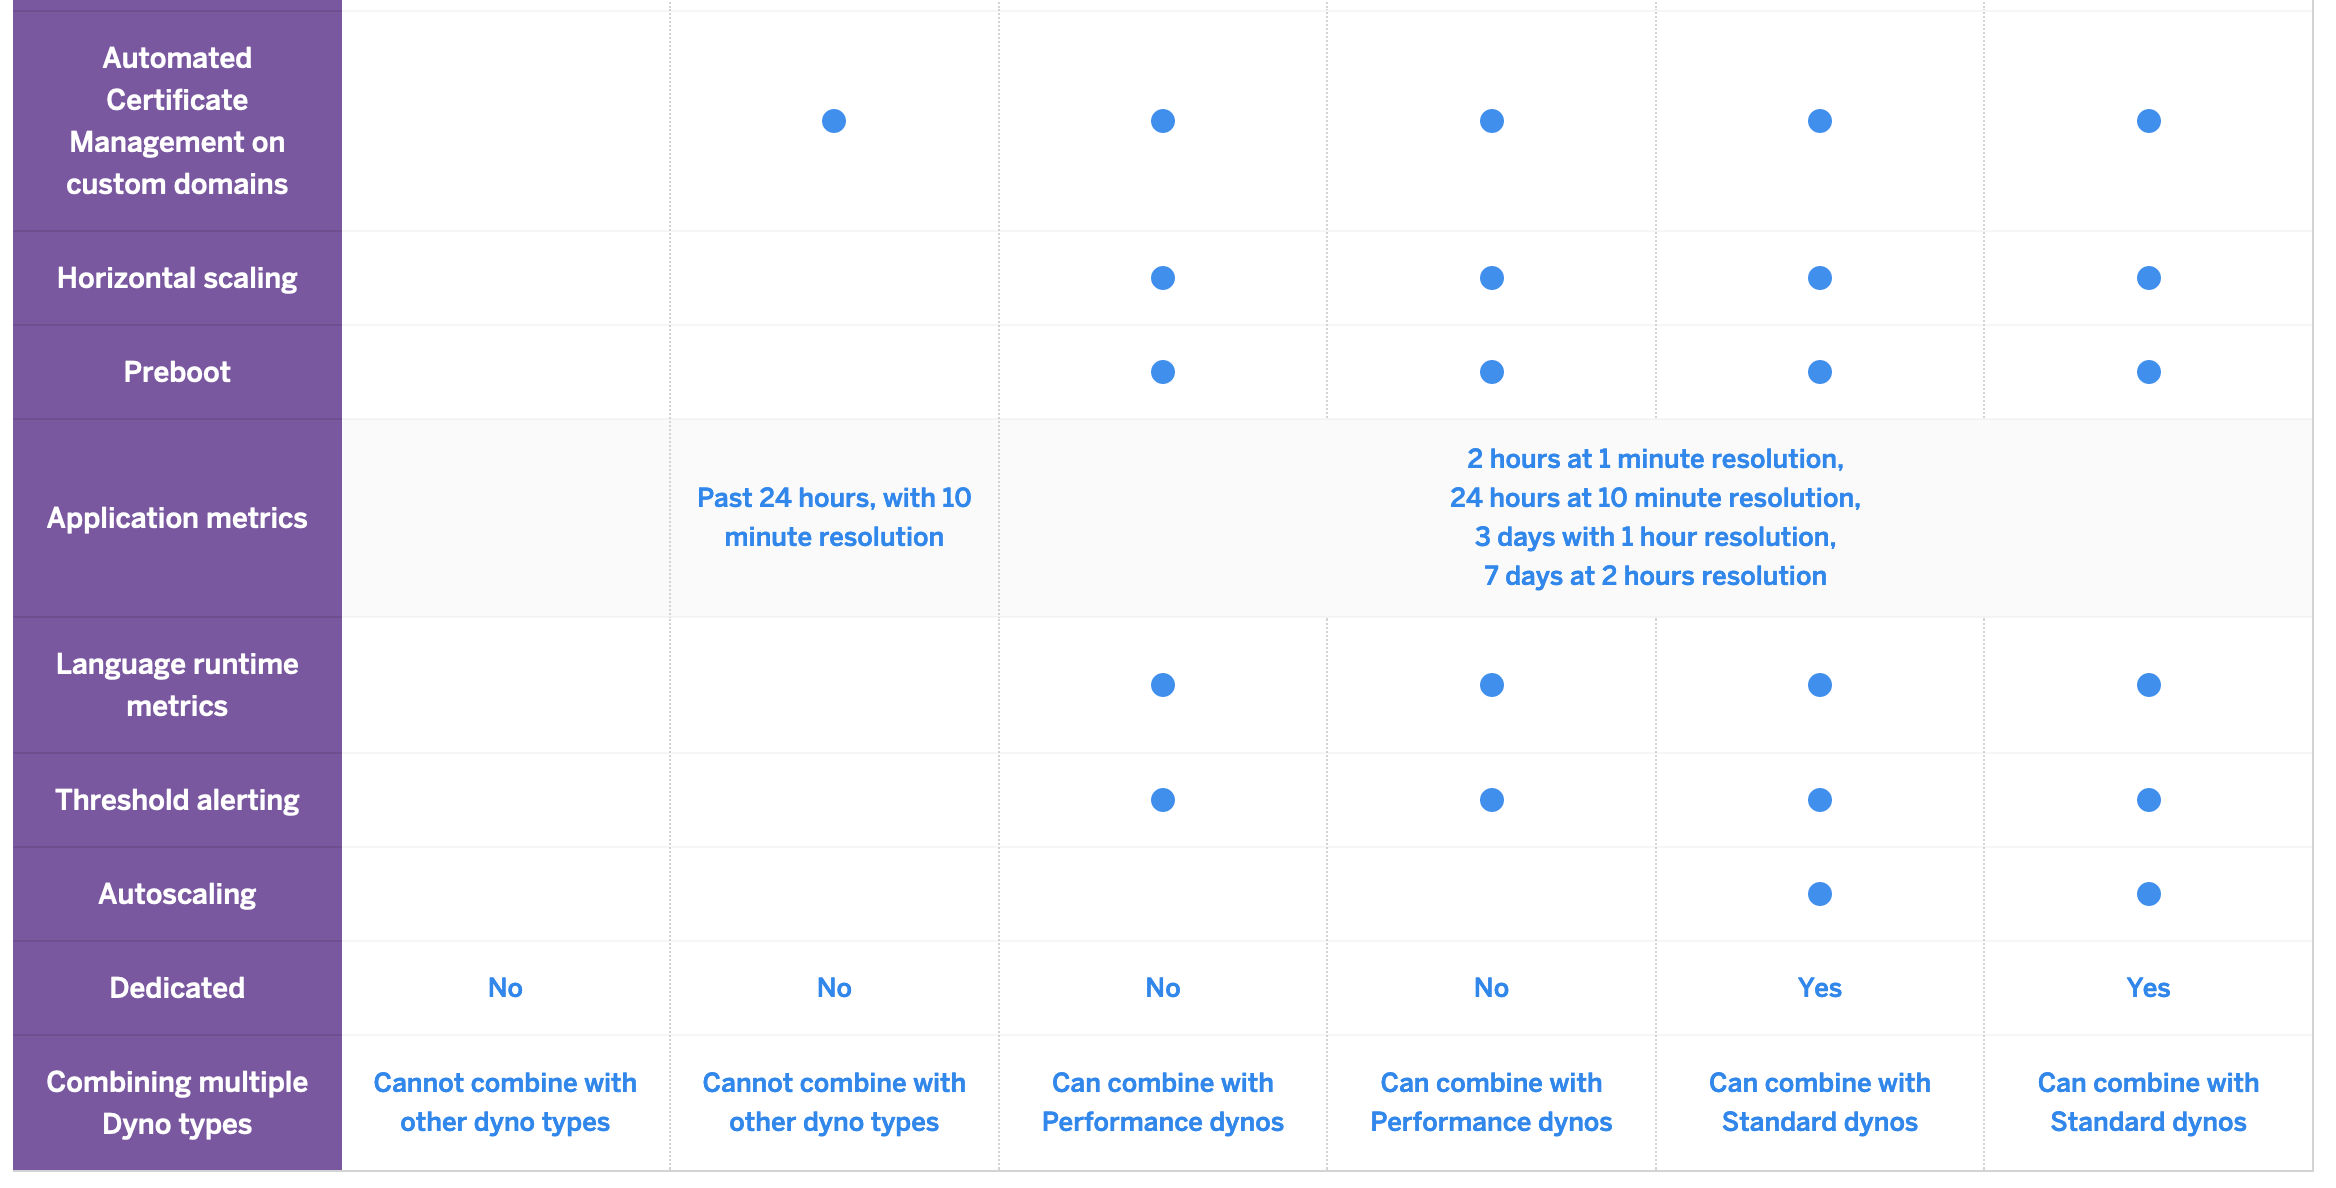 Automated
Certificate
Management on
custom domains
Horizontal scaling
Preboot
Application metrics
Past 24 hours, with 10
minute resolution
2 hours at 1 minute resolution,
24 hours at 10 minute resolution,
3 days with 1 hour resolution,
7 days at 2 hours resolution
Language runtime
metrics
Threshold alerting
Autoscaling
Dedicated
No
No
No
No
Yes
Yes
Combining multiple
Dyno types
Cannot combine with
other dyno types
Cannot combine with
other dyno types
Can combine with
Performance dynos
Can combine with
Performance dynos
Can combine with
Standard dynos
Can combine with
Standard dynos